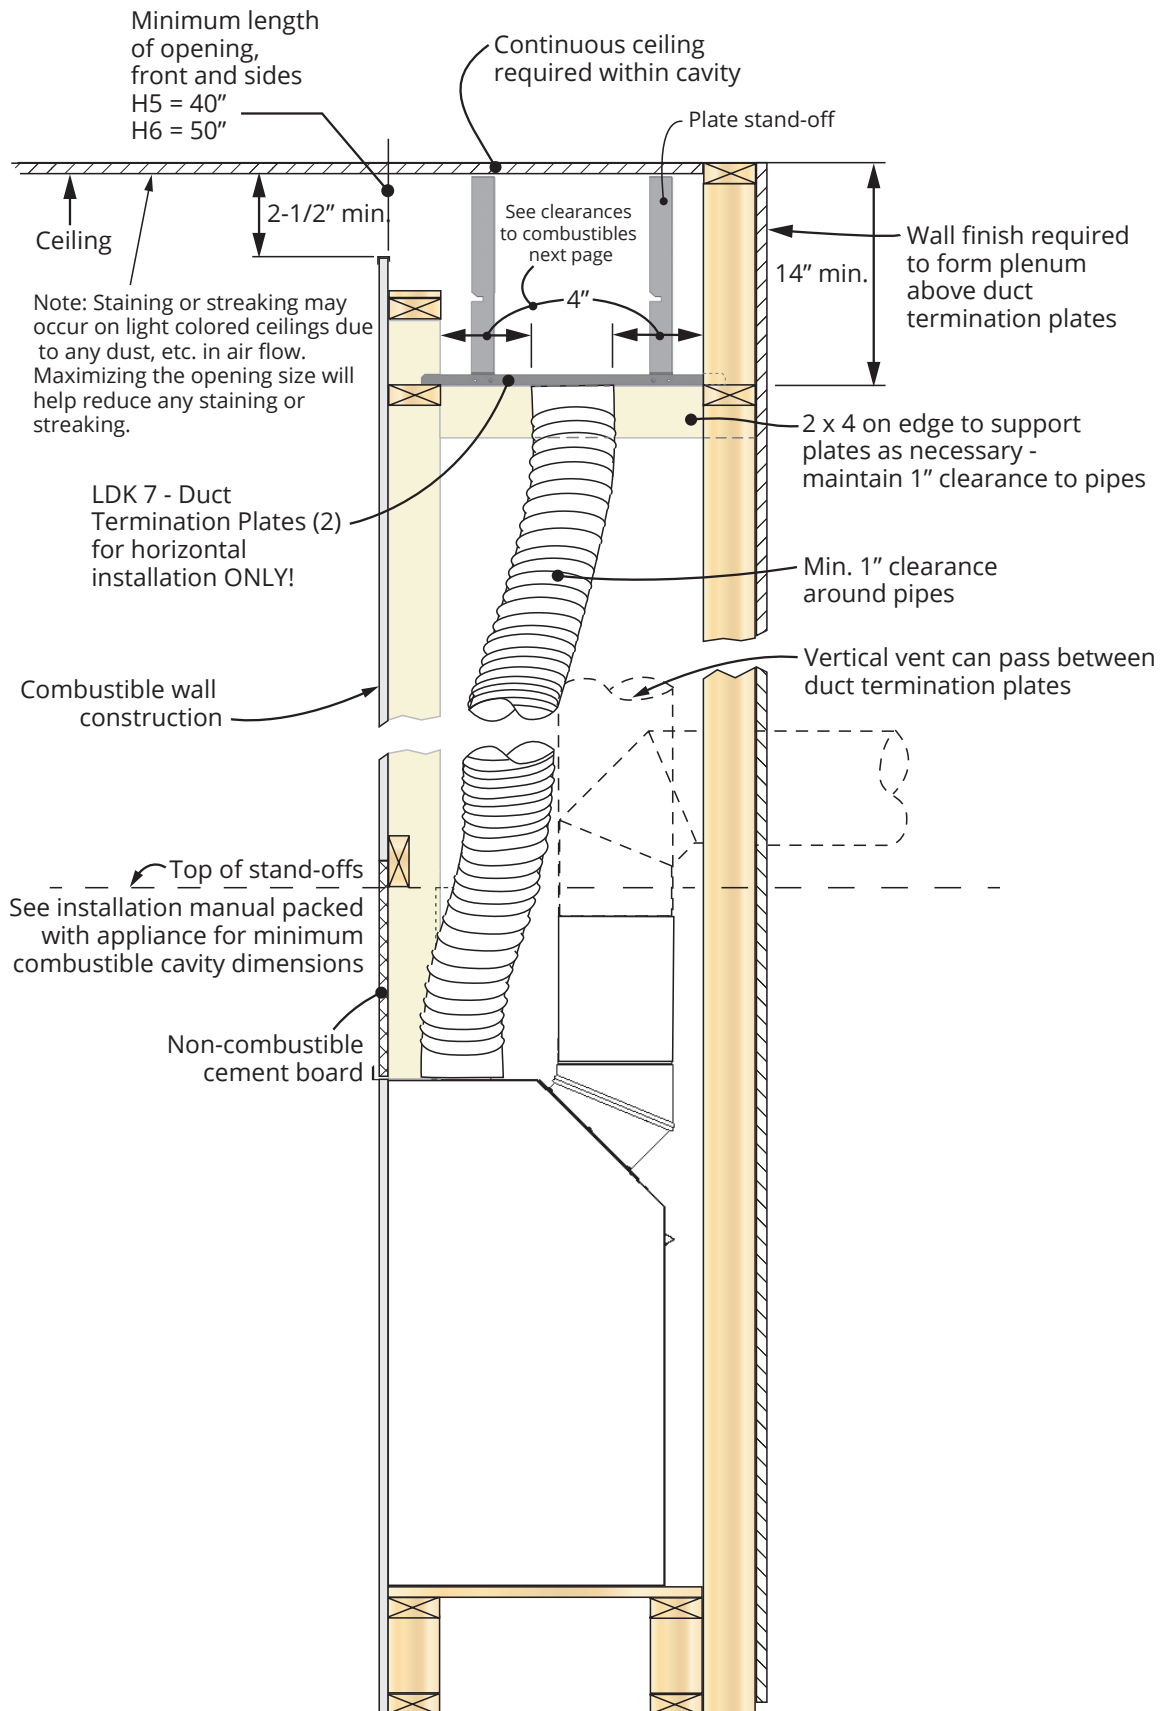 Minimum length
of opening,
front and sides
H5 = 40”
H6 = 50”
Continuous ceiling
required within cavity
Plate stand-off
2-1/2” min.
Ceiling
See clearances
to combustibles
next page
4”
14” min.
Wall finish required
to form plenum
above duct
termination plates
Note: Staining or streaking may
occur on light colored ceilings due
to any dust, etc. in air flow.
Maximizing the opening size will
help reduce any staining or
streaking.
2 x 4 on edge to support
plates as necessary -
maintain 1” clearance to pipes
LDK 7 - Duct
Termination Plates (2)
for horizontal
installation ONLY!
Min. 1” clearance
around pipes
Vertical vent can pass between
duct termination plates
Combustible wall
construction
Top of stand-offs
See installation manual packed
with appliance for minimum
combustible cavity dimensions
Non-combustible
cement board